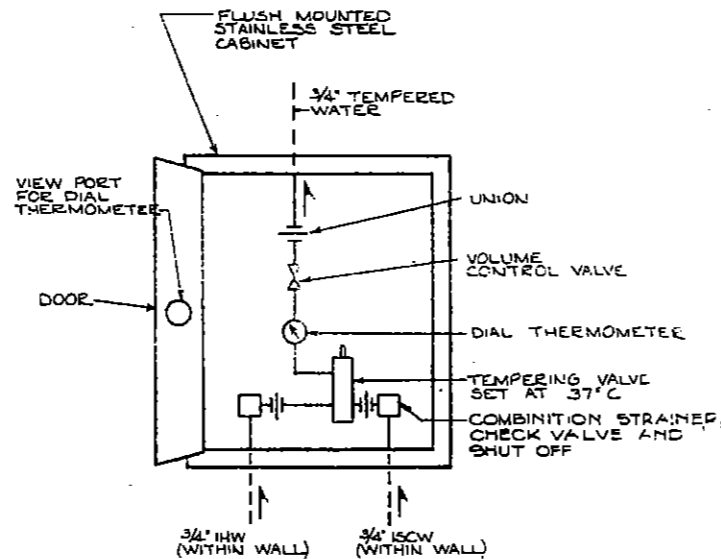 FLUSH MOUNTED
STAINLESS STEEL
CABINET
3/4" TEMPERED
WATER
VIEW PORT
FOR DIAL
THERMOMETER
UNION
VOLUME
CONTROL VALVE
DOOR
DIAL THERMOMETER
TEMPERING VALVE
SET AT 37°C
COMBINITION STRAINER,
CHECK VALVE AND
SHUT OFF
3/4" IHW
(WITHIN WALL)
3/4" ISCW
(WITHIN WALL)